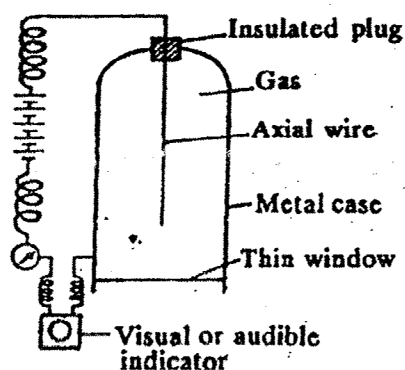 Insulated plug
Gas
Axial wire
Metal case
Thin window
Visual or audible
indicator